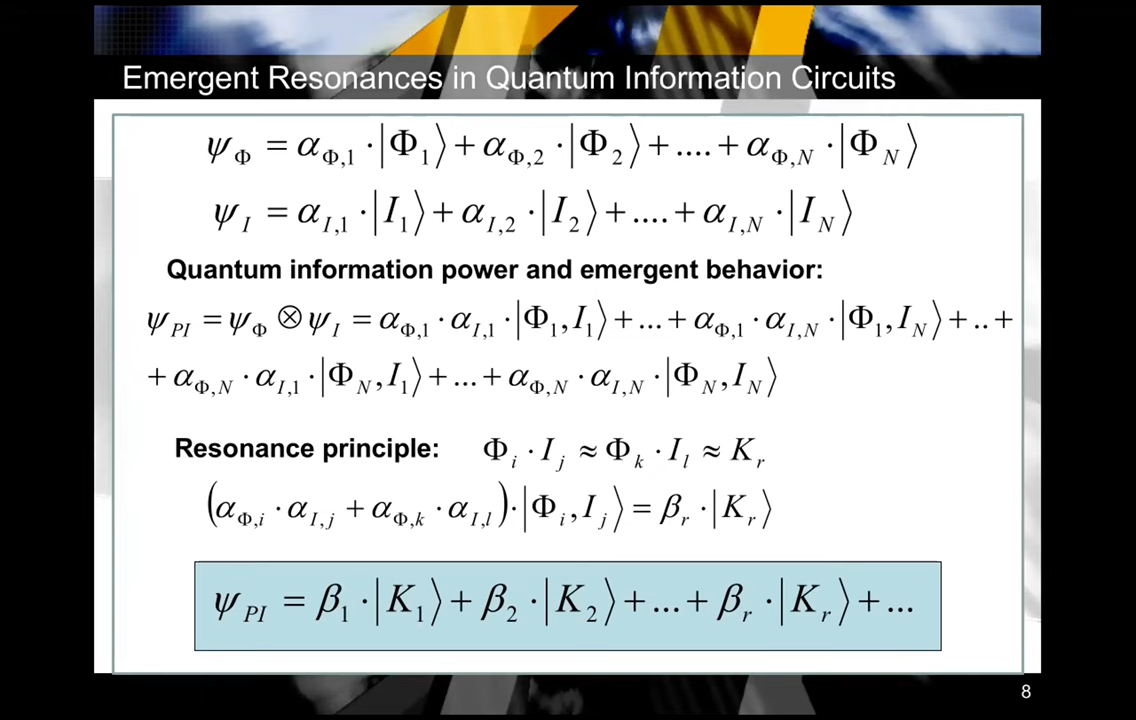 Emergent Resonances in Quantum Information Circuits
ψ_Φ = α_Φ,1 · |Φ_1⟩ + α_Φ,2 · |Φ_2⟩ + .... + α_Φ,N · |Φ_N⟩
ψ_I = α_I,1 · |I_1⟩ + α_I,2 · |I_2⟩ + .... + α_I,N · |I_N⟩
Quantum information power and emergent behavior:
ψ_PI = ψ_Φ ⊗ ψ_I = α_Φ,1 · α_I,1 · |Φ_1, I_1⟩ + ... + α_Φ,1 · α_I,N · |Φ_1, I_N⟩ + .. +
+ α_Φ,N · α_I,1 · |Φ_N, I_1⟩ + ... + α_Φ,N · α_I,N · |Φ_N, I_N⟩
Resonance principle: Φ_i · I_j ≈ Φ_k · I_l ≈ K_r
(α_Φ,i · α_I,j + α_Φ,k · α_I,l) · |Φ_i, I_j⟩ = β_r · |K_r⟩
ψ_PI = β_1 · |K_1⟩ + β_2 · |K_2⟩ + ... + β_r · |K_r⟩ + ...
8